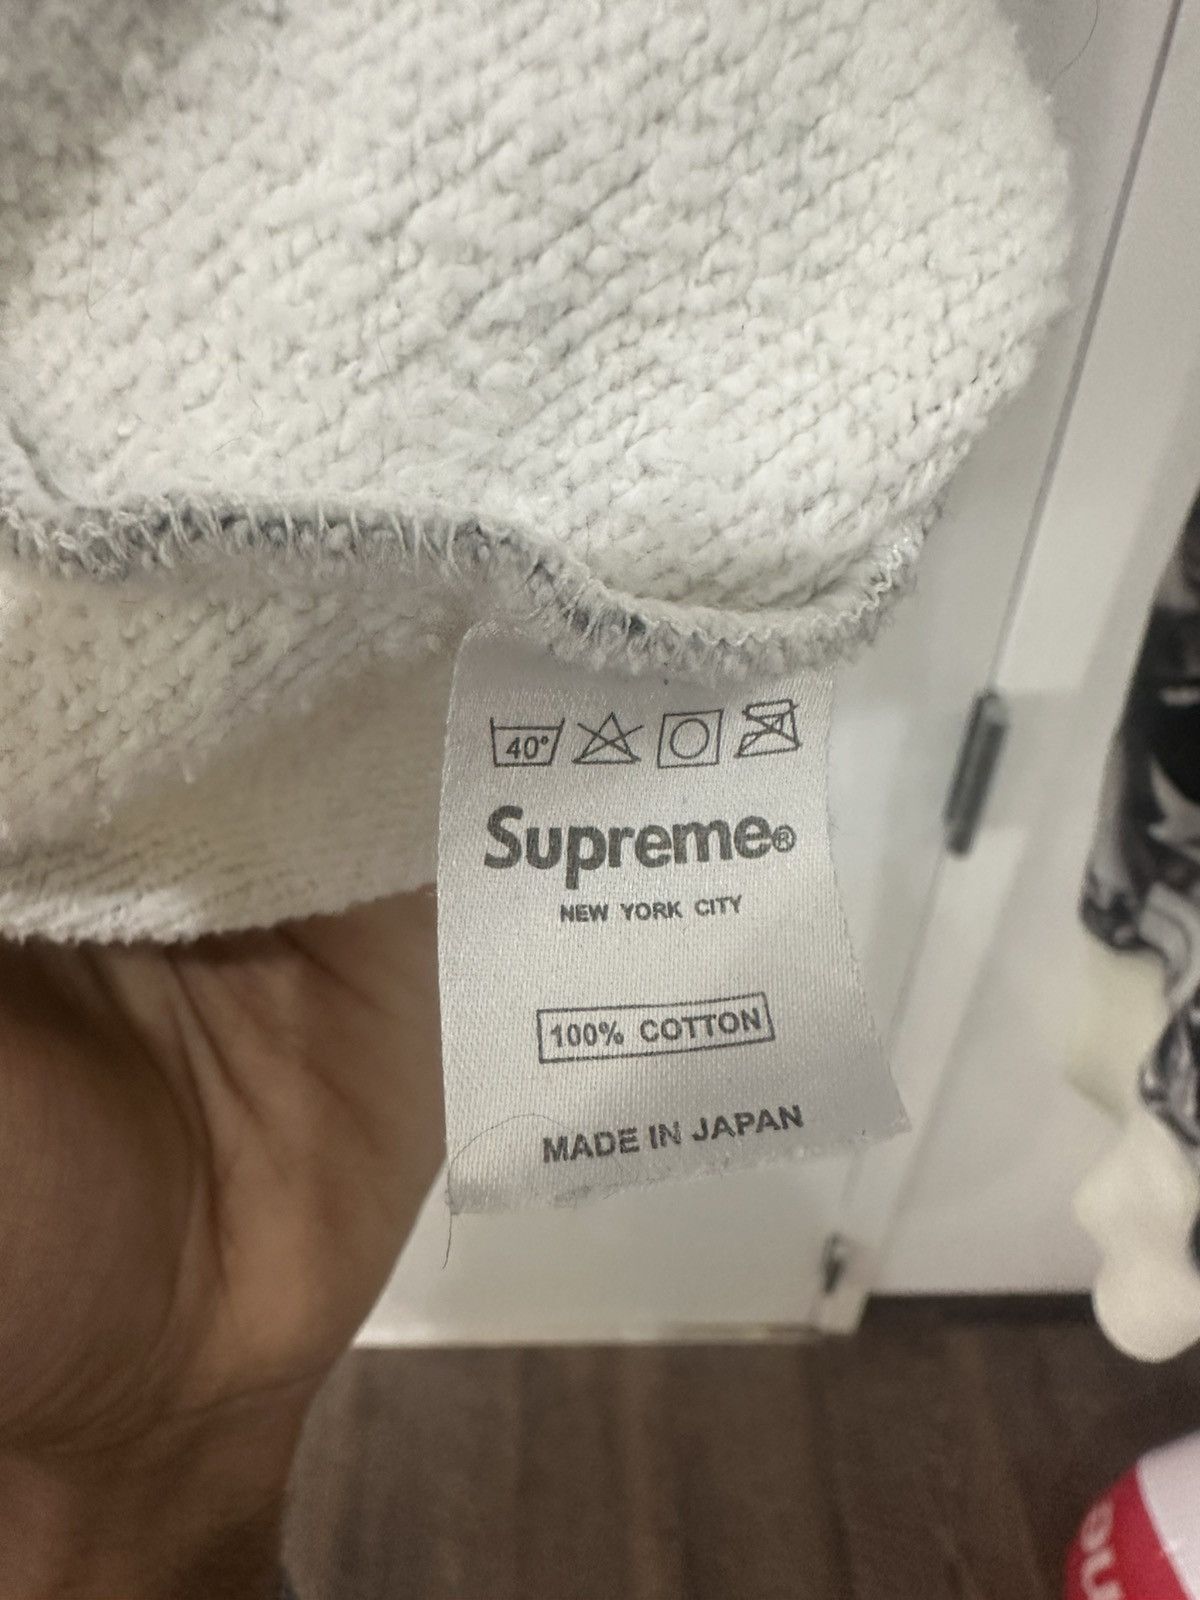 40°
Supreme®
NEW YORK CITY
100% COTTON
MADE IN JAPAN